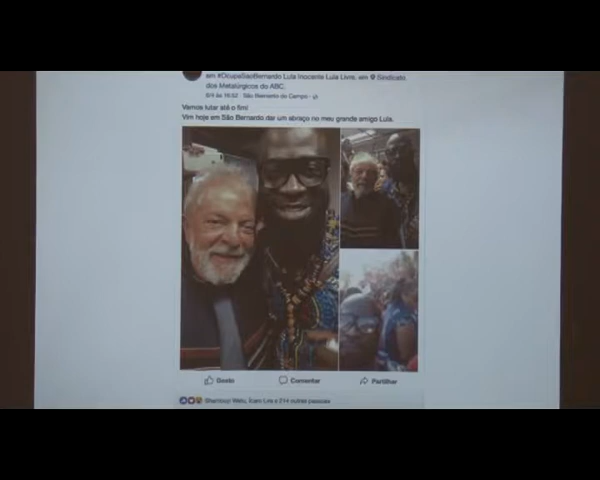 em #OcupaSaoBernardo Lula Inocente Lula Livre. em Sindicato
dos Metalúrgicos do ABC.
São Bernardo do Campo
Vamos lutar até o fim!
Vim hoje em São Bernardo dar um abraço no meu grande amigo Lula.
Gosto Comentar Partilhar
e 214 outras pessoas